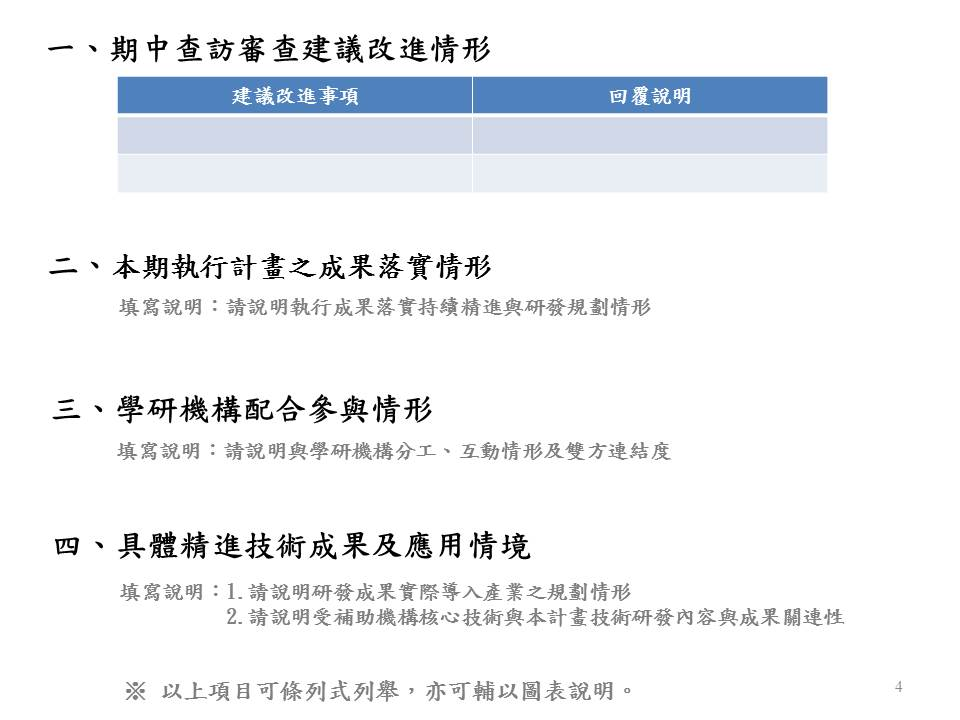 一、期中查訪審查建議改進情形
建議改進事項 回覆說明
二、本期執行計畫之成果落實情形
填寫說明：請說明執行成果落實持續精進與研發規劃情形
三、學研機構配合參與情形
填寫說明：請說明與學研機構分工、互動情形及雙方連結度
四、具體精進技術成果及應用情境
填寫說明：1.請說明研發成果實際導入產業之規劃情形
2.請說明受補助機構核心技術與本計畫技術研發內容與成果關連性
※ 以上項目可條列式列舉，亦可輔以圖表說明。
4